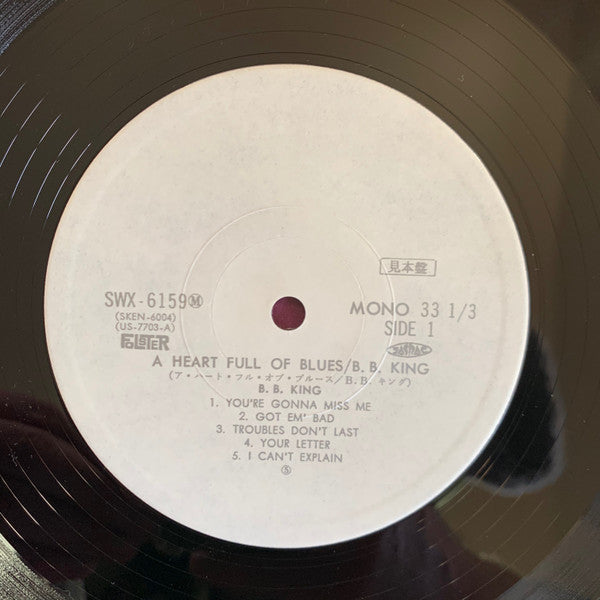 見本盤
SWX-6159Ⓜ
(SKEN-6004)
(US-7703-A)
POLSTER
MONO 33 1/3
SIDE 1
JASRAC
A HEART FULL OF BLUES/B. B. KING
(ア・ハート・フル・オブ・ブルース/B. B. キング)
B. B. KING
1. YOU'RE GONNA MISS ME
2. GOT EM' BAD
3. TROUBLES DON'T LAST
4. YOUR LETTER
5. I CAN'T EXPLAIN
Ⓢ